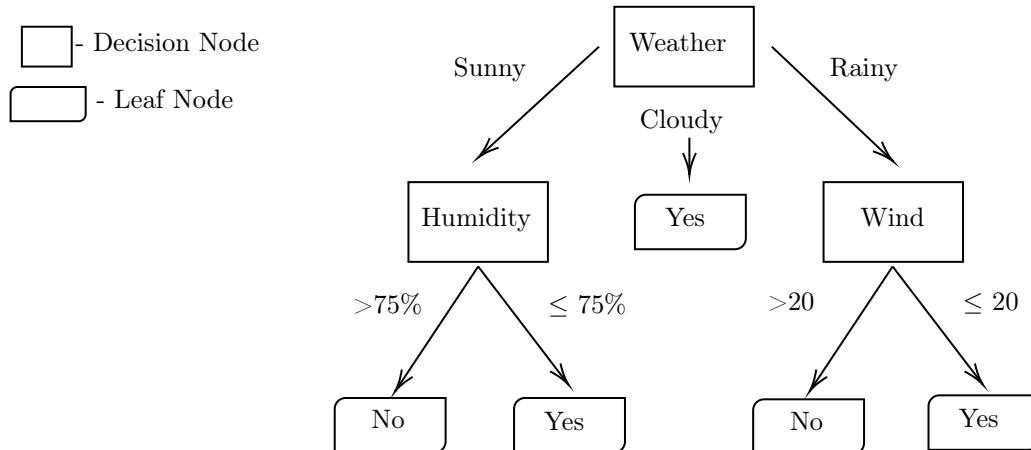 - Decision Node
- Leaf Node
Weather
Sunny
Rainy
Cloudy
Humidity
Yes
Wind
>75%
≤ 75%
>20
≤ 20
No
Yes
No
Yes